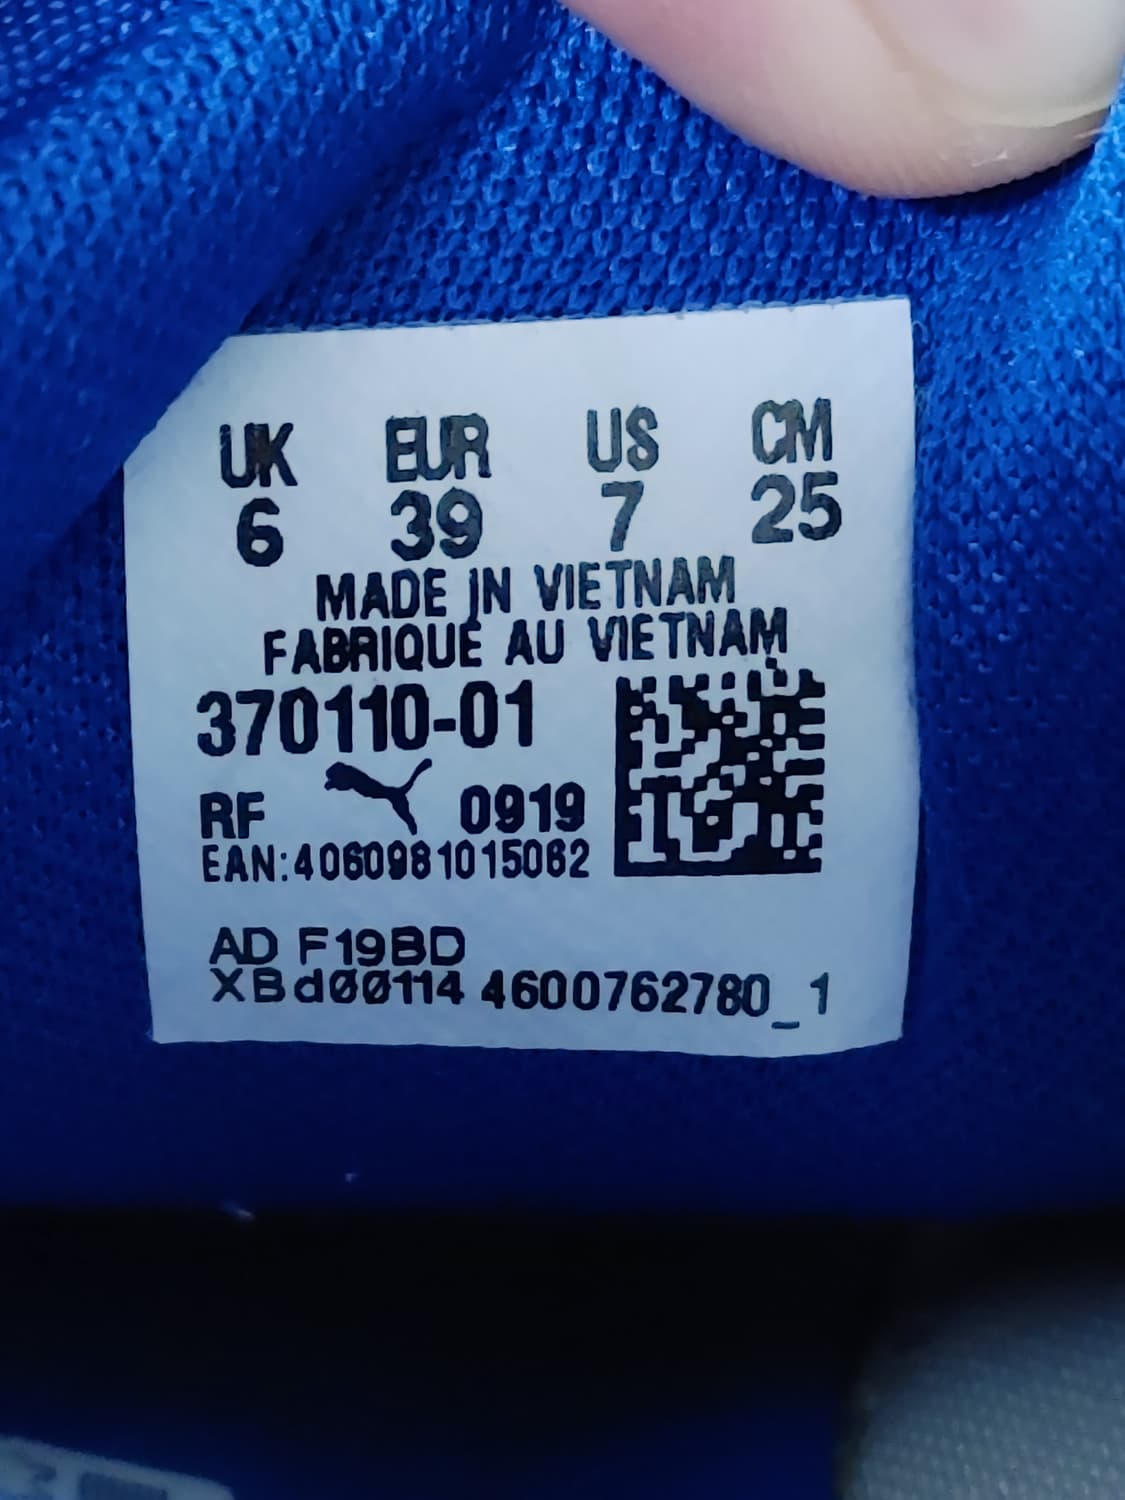 UK EUR US CM
6 39 7 25
MADE IN VIETNAM
FABRIQUE AU VIETNAM
370110-01
RF 0919
EAN:4060981015062
AD F19BD
XBd00114 4600762780_1